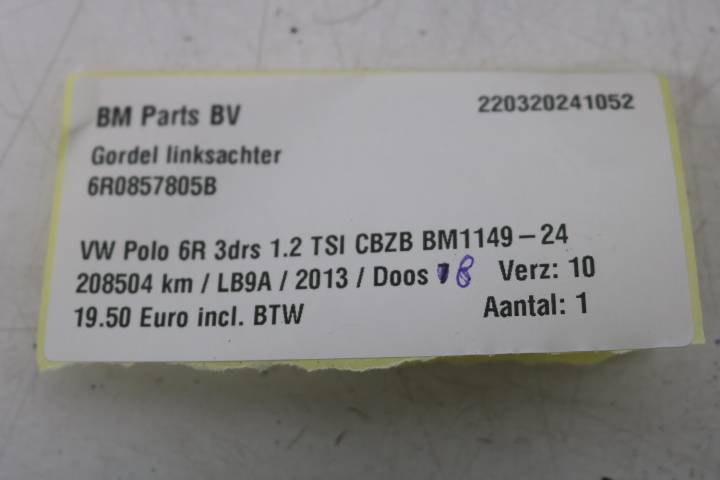 BM Parts BV 220320241052
Gordel linksachter
6R0857805B
VW Polo 6R 3drs 1.2 TSI CBZB BM1149-24
208504 km / LB9A / 2013 / Doos 8 Verz: 10
19.50 Euro incl. BTW Aantal: 1